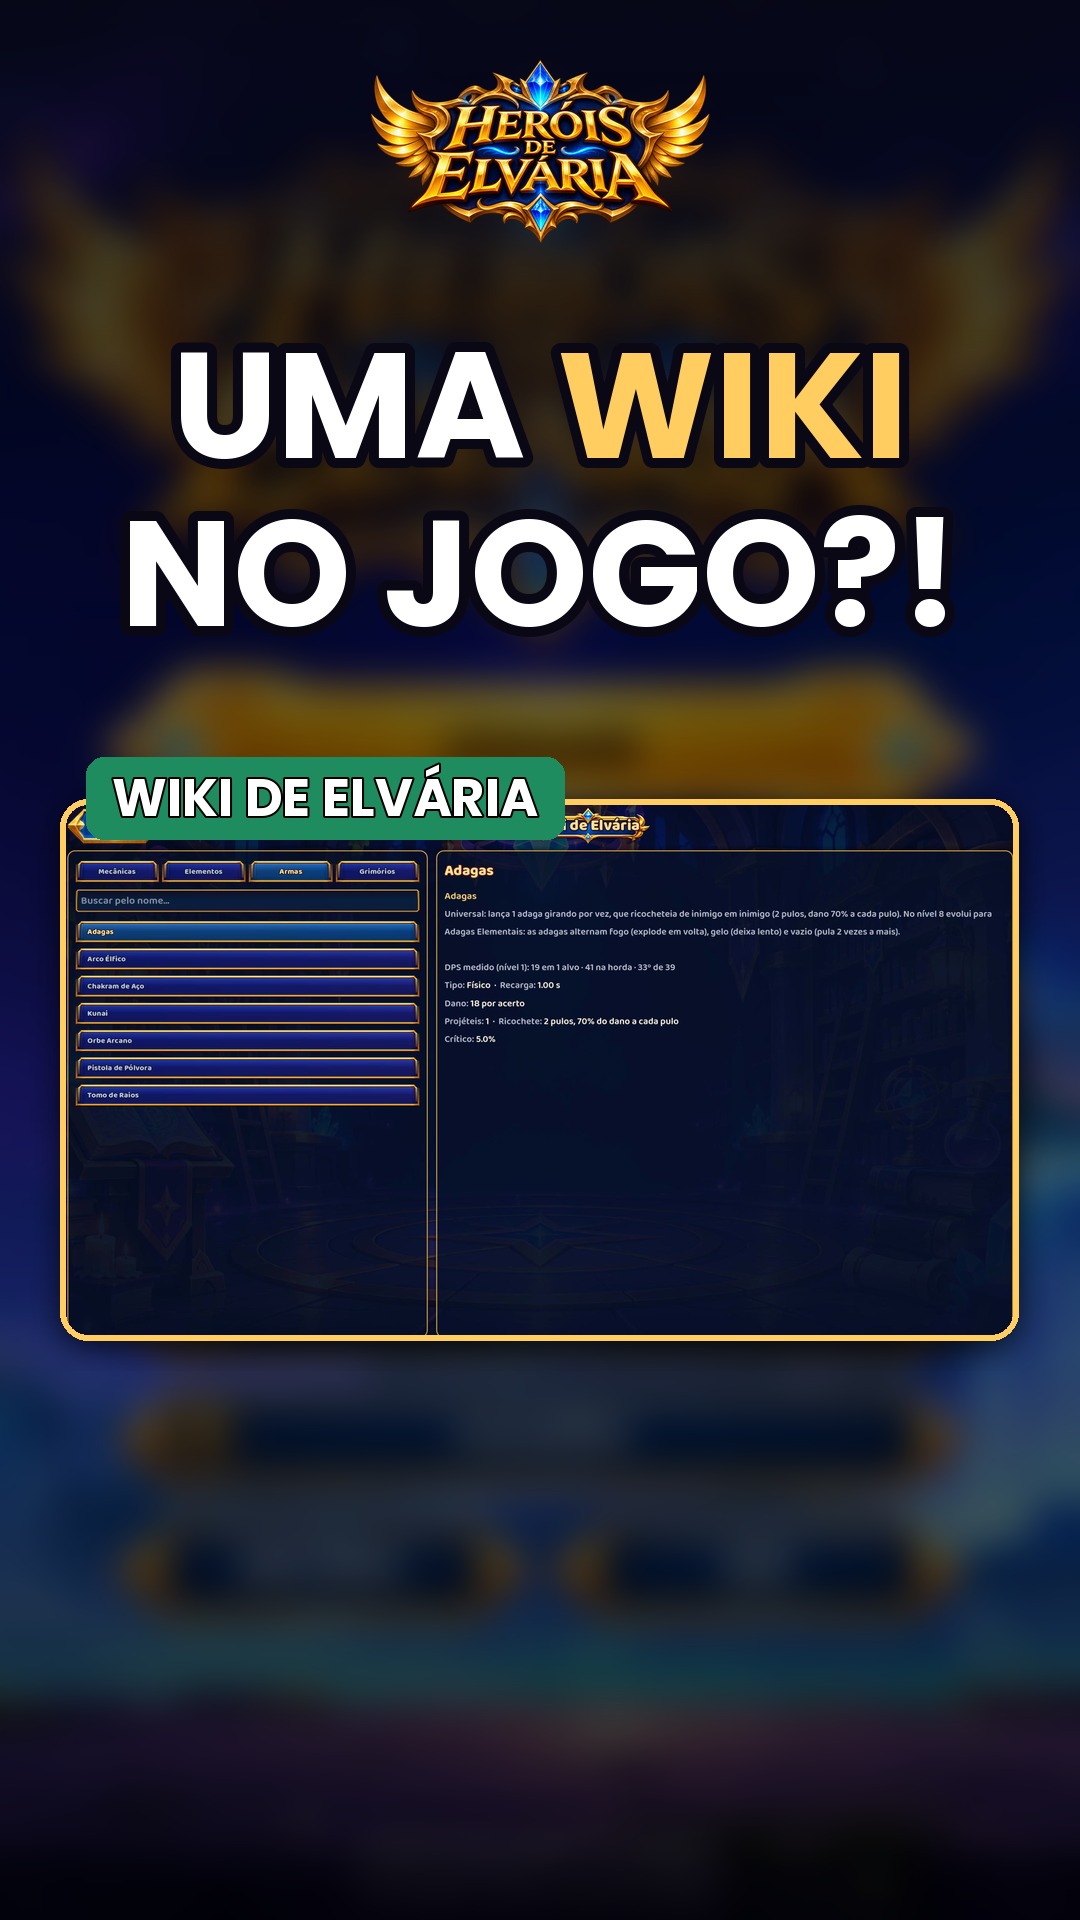 HERÓIS
DE
ELVÁRIA
UMA WIKI
NO JOGO?!
WIKI DE ELVÁRIA
de Elvária
Mecânicas
Elementos
Armas
Grimórios
Buscar pelo nome...
Adagas
Arco Élfico
Chakram de Aço
Kunai
Orbe Arcano
Pistola de Pólvora
Tomo de Raios
Adagas
Adagas
Universal: lança 1 adaga girando por vez, que ricocheteia de inimigo em inimigo (2 pulos, dano 70% a cada pulo). No nível 8 evolui para
Adagas Elementais: as adagas alternam fogo (explode em volta), gelo (deixa lento) e vazio (pula 2 vezes a mais).
DPS medido (nível 1): 19 em 1 alvo · 41 na horda · 33º de 39
Tipo: Físico · Recarga: 1.00 s
Dano: 18 por acerto
Projéteis: 1 · Ricochete: 2 pulos, 70% do dano a cada pulo
Crítico: 5.0%